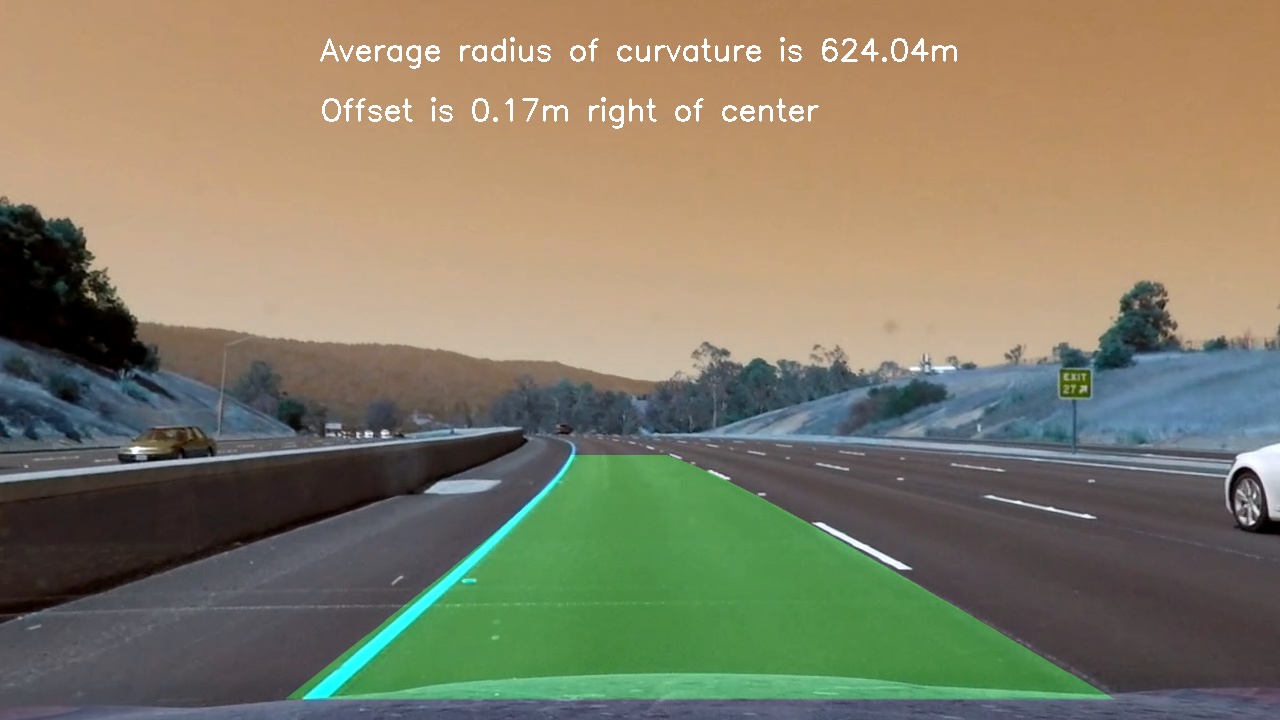 Average radius of curvature is 624.04m
Offset is 0.17m right of center
EXIT
27